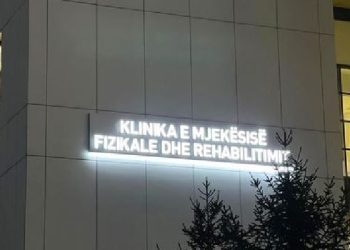 KLINIKA E MJEKËSISË
FIZIKALE DHE REHABILITIMIT